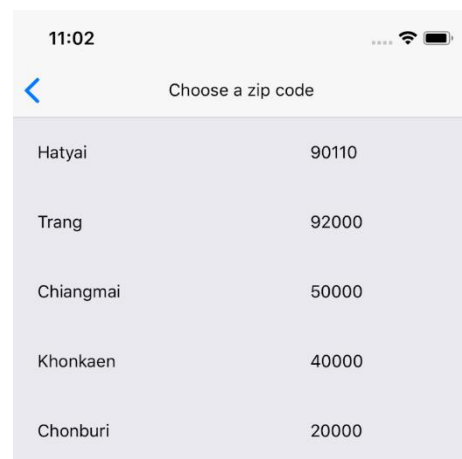 11:02
Choose a zip code
Hatyai 90110
Trang 92000
Chiangmai 50000
Khonkaen 40000
Chonburi 20000